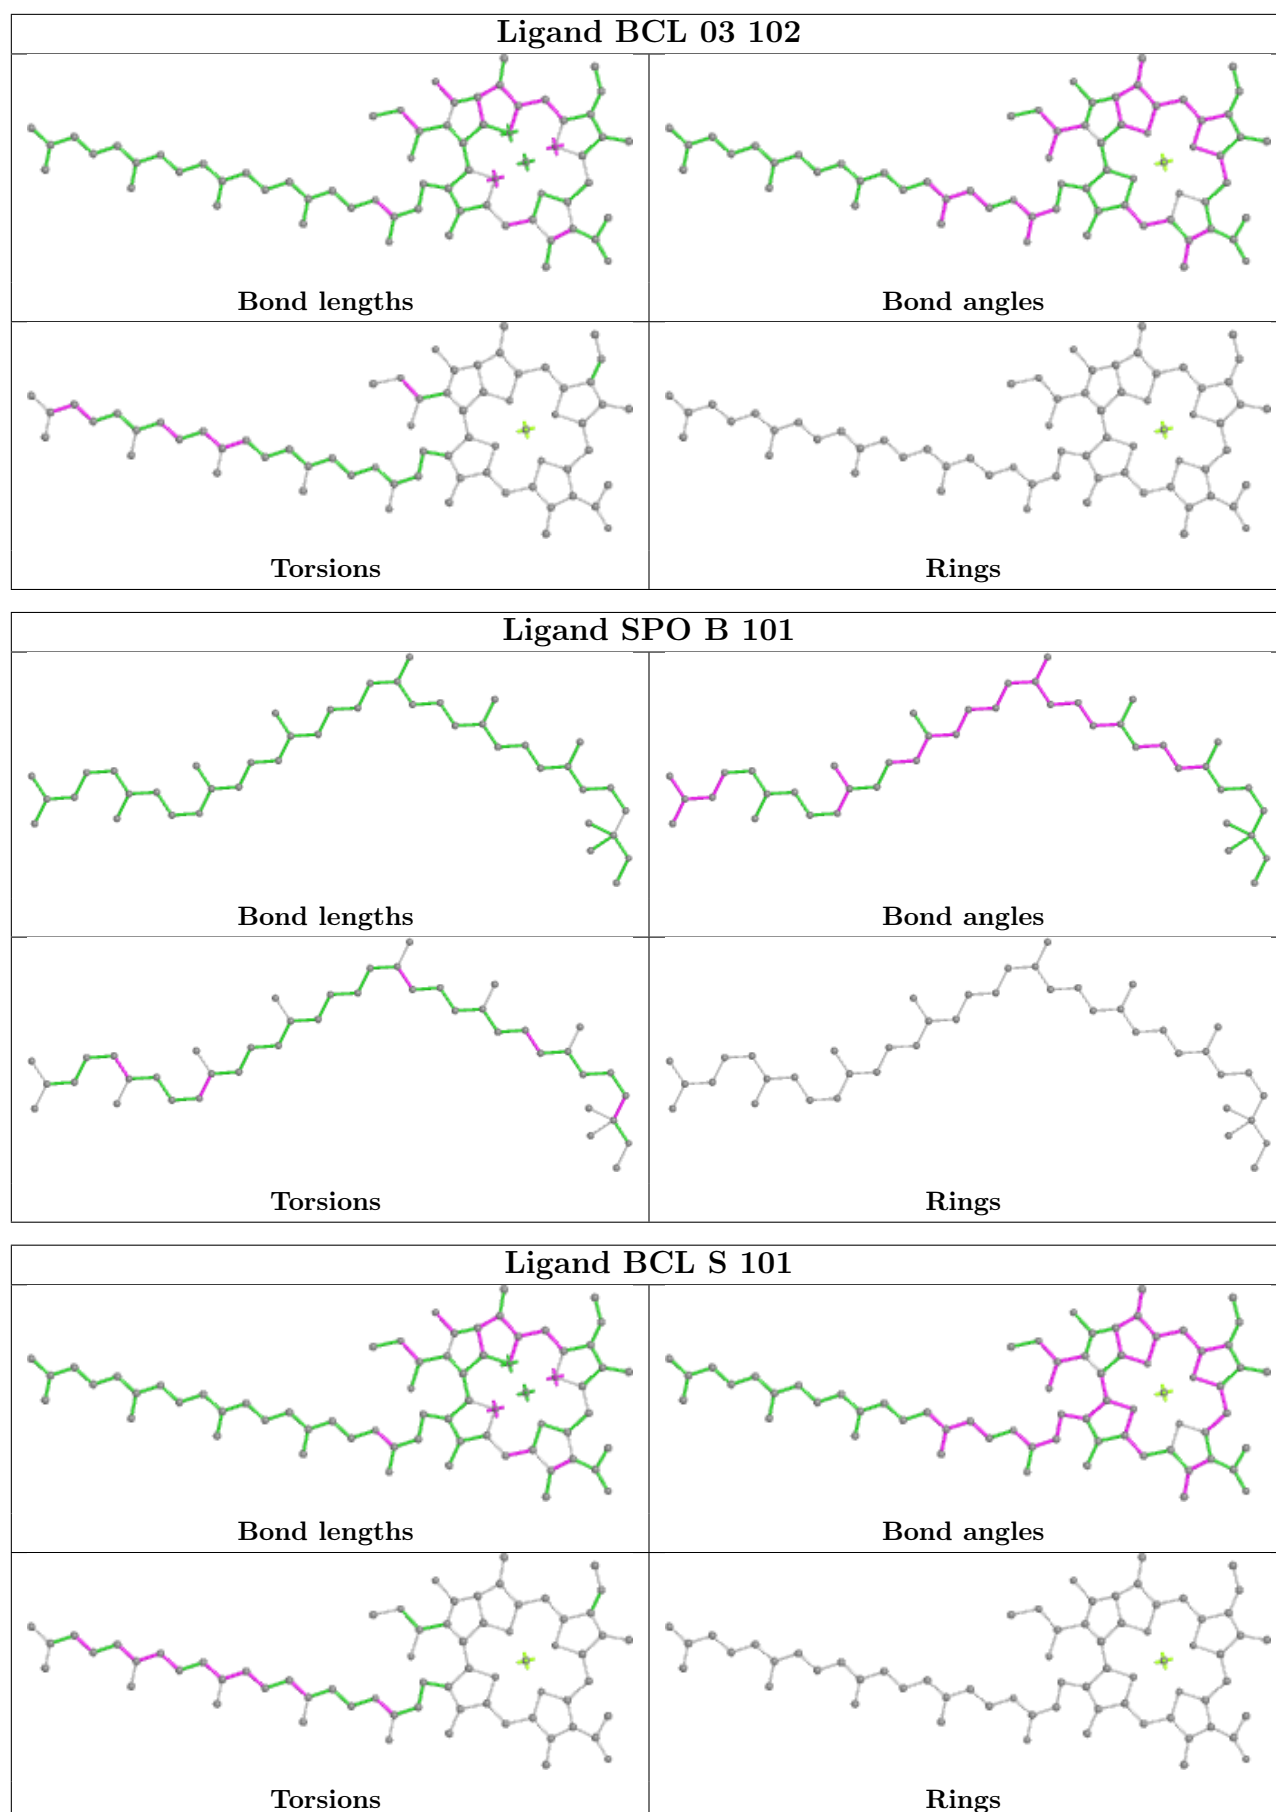 Ligand BCL 03 102
Bond lengths
Bond angles
Torsions
Rings
Ligand SPO B 101
Bond lengths
Bond angles
Torsions
Rings
Ligand BCL S 101
Bond lengths
Bond angles
Torsions
Rings